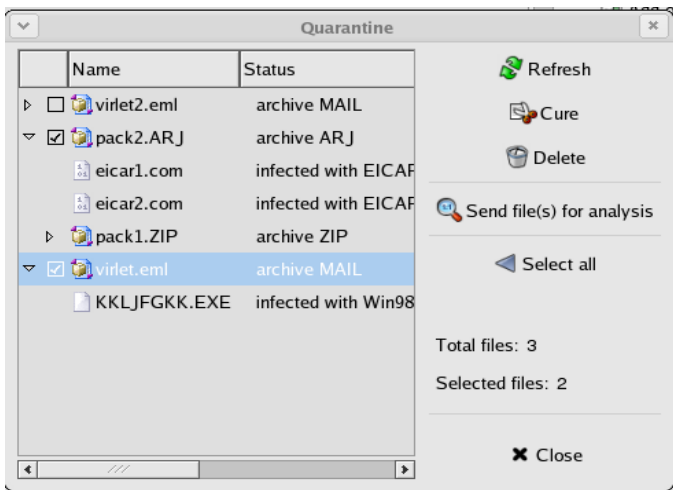 Quarantine
Name Status
virlet2.eml archive MAIL
pack2.ARJ archive ARJ
eicar1.com infected with EICAR
eicar2.com infected with EICAR
pack1.ZIP archive ZIP
virlet.eml archive MAIL
KKLJFGKK.EXE infected with Win98
Refresh
Cure
Delete
Send file(s) for analysis
Select all
Total files: 3
Selected files: 2
Close